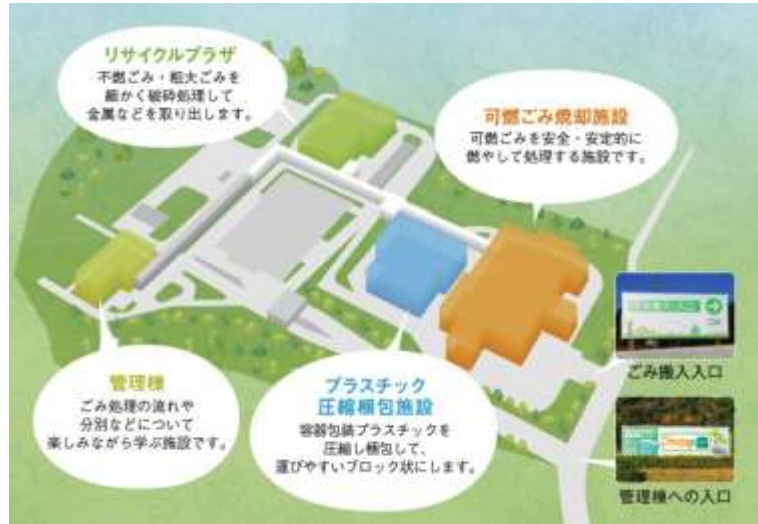 リサイクルプラザ
不燃ごみ・粗大ごみを
細かく破砕処理して
金属などを取り出します。
可燃ごみ焼却施設
可燃ごみを安全・安定的に
燃やして処理する施設です。
管理棟
ごみ処理の流れや
分別などについて
楽しみながら学ぶ施設です。
プラスチック
圧縮梱包施設
容器包装プラスチックを
圧縮し梱包して、
運びやすいブロック状にします。
ごみ搬入入口
管理棟への入口